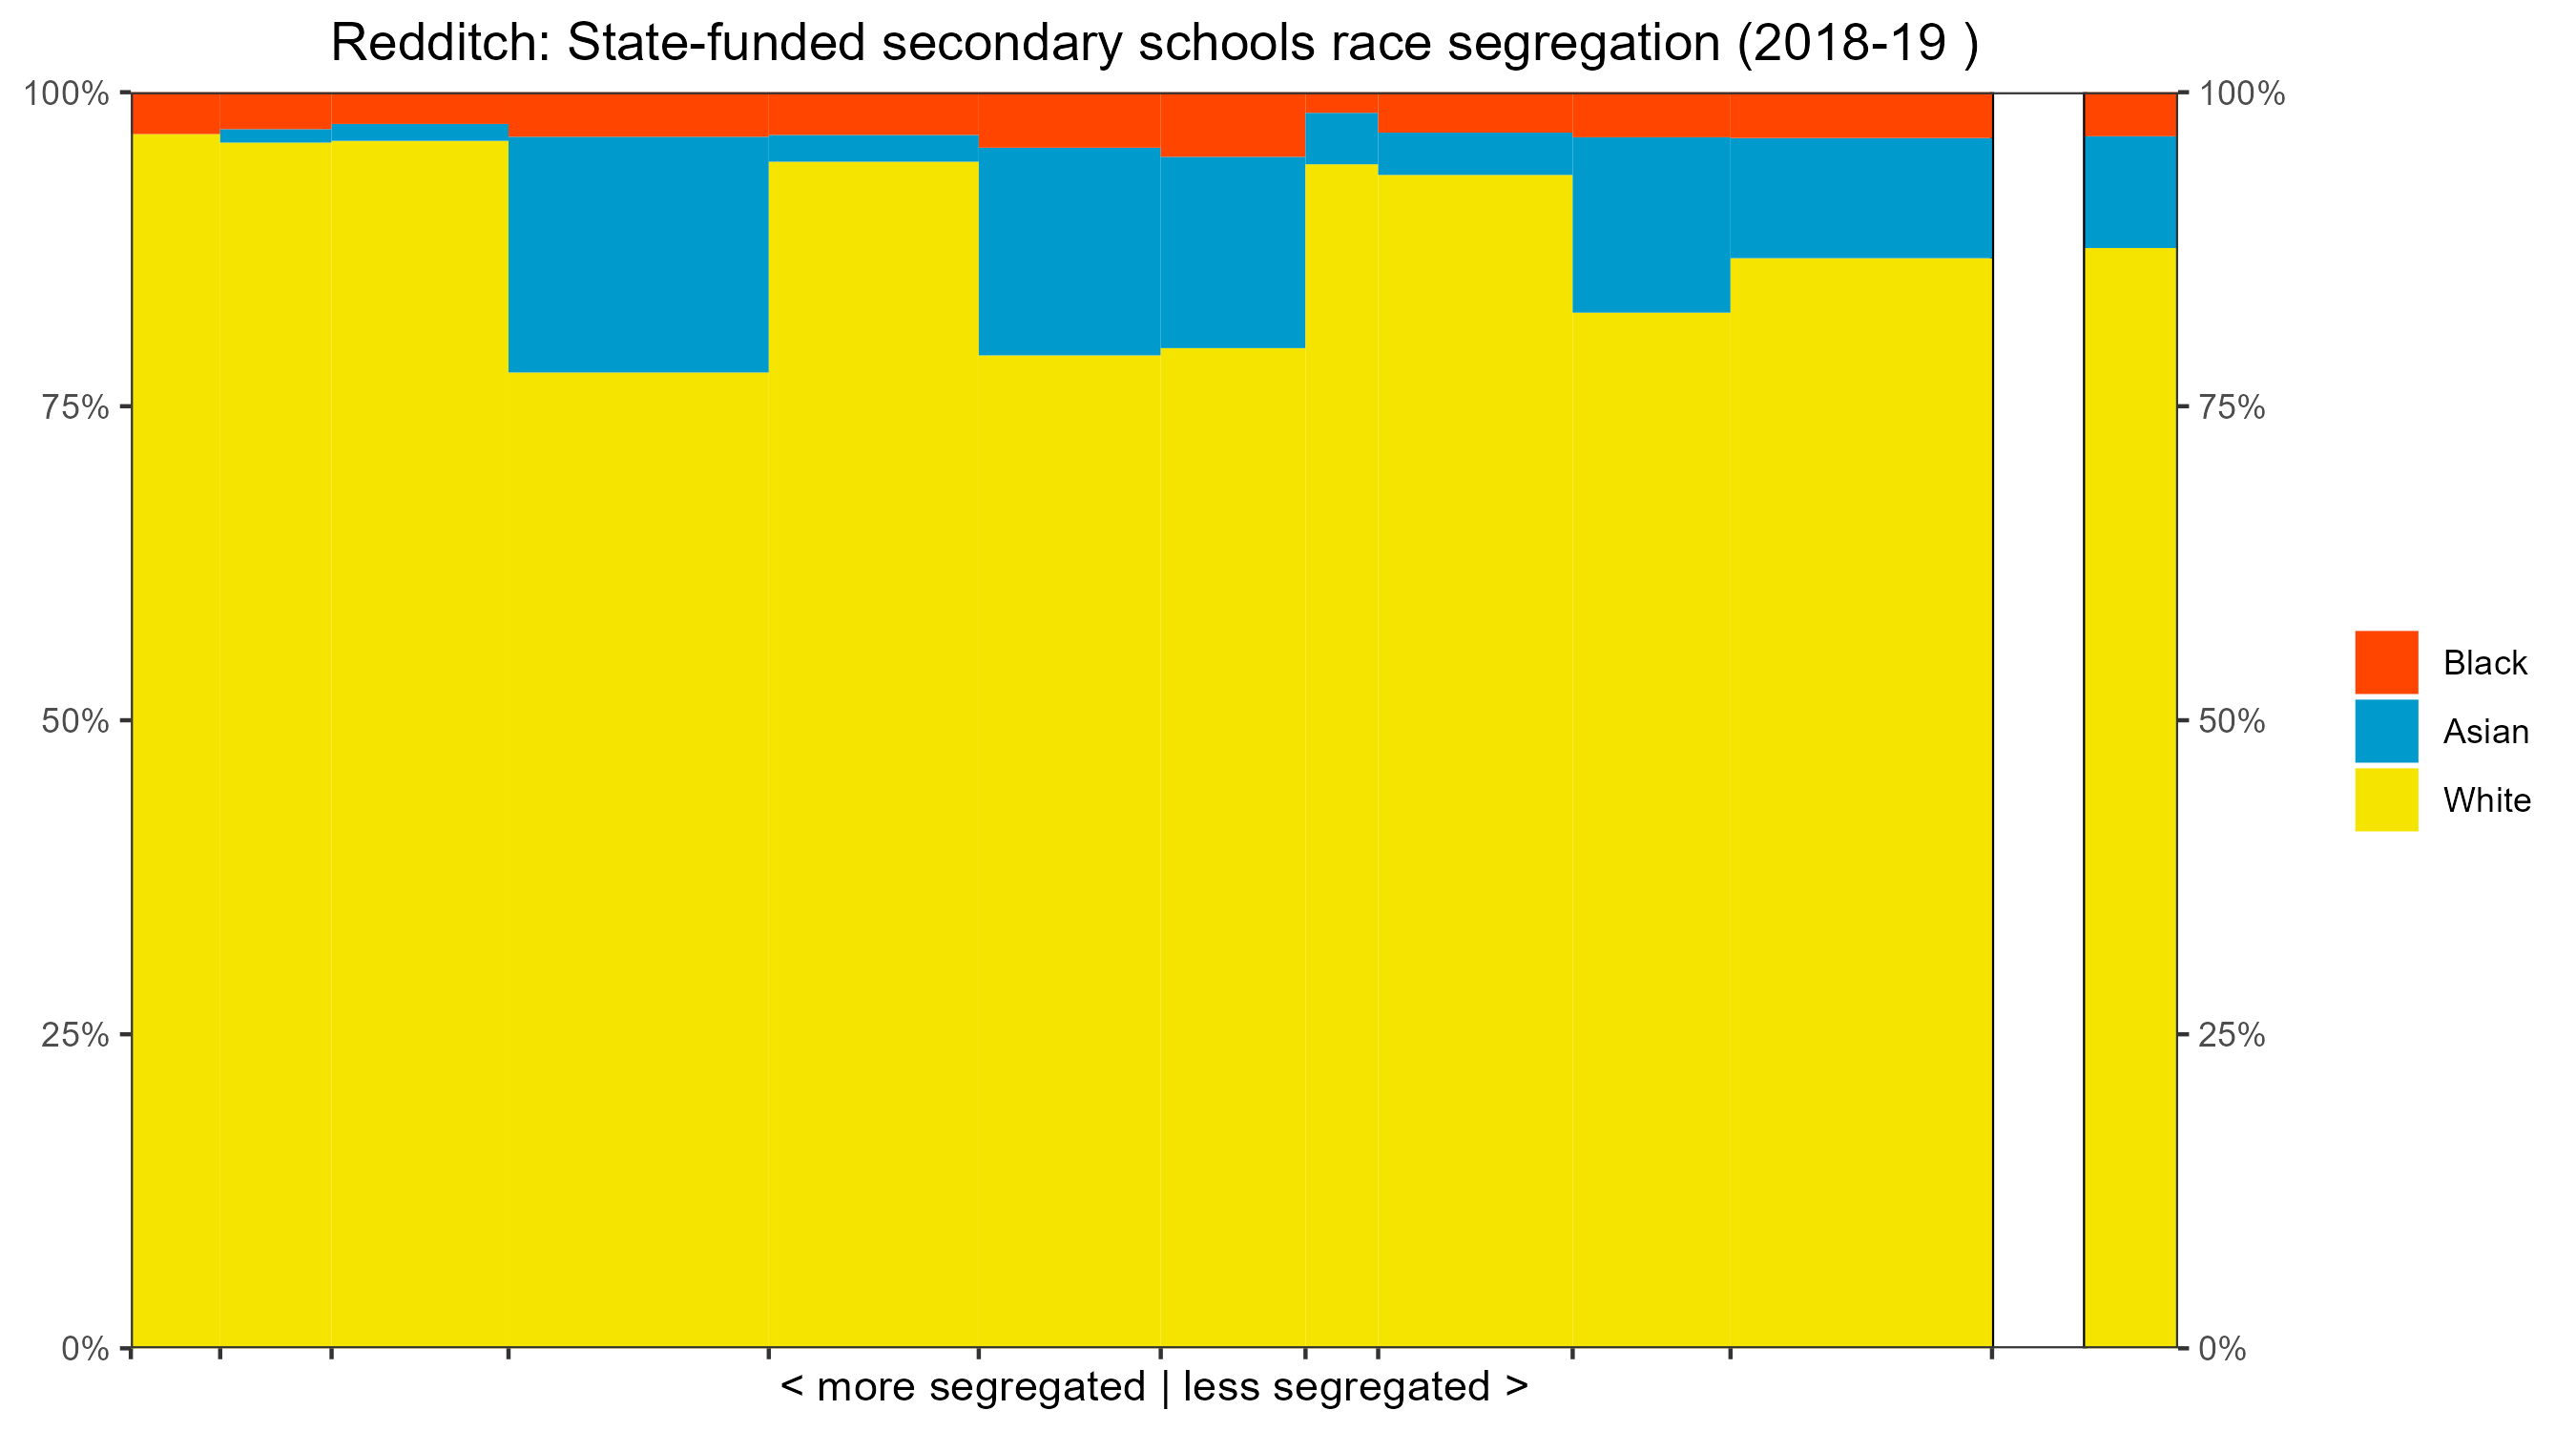 Redditch: State-funded secondary schools race segregation (2018-19 )
100%
100%
75%
75%
50%
50%
25%
25%
0%
0%
Black
Asian
White
< more segregated | less segregated >